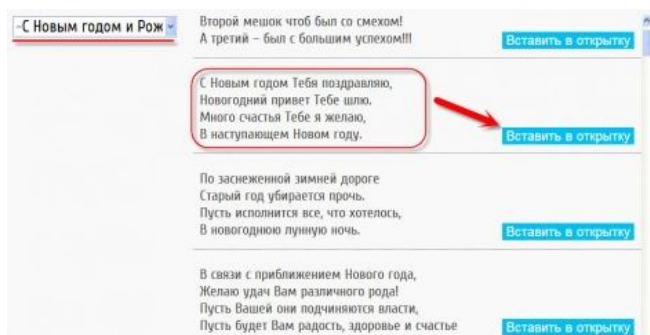 -С Новым годом и Рож
Второй мешок чтоб был со смехом!
А третий – был с большим успехом!!!
Вставить в открытку
С Новым годом Тебя поздравляю,
Новогодний привет Тебе шлю.
Много счастья Тебе я желаю,
В наступающем Новом году.
Вставить в открытку
По заснеженной зимней дороге
Старый год убирается прочь.
Пусть исполнится все, что хотелось,
В новогоднюю лунную ночь.
Вставить в открытку
В связи с приближением Нового года,
Желаю удач Вам различного рода!
Пусть Вашей они подчиняются власти,
Пусть будет Вам радость, здоровье и счастье
Вставить в открытку